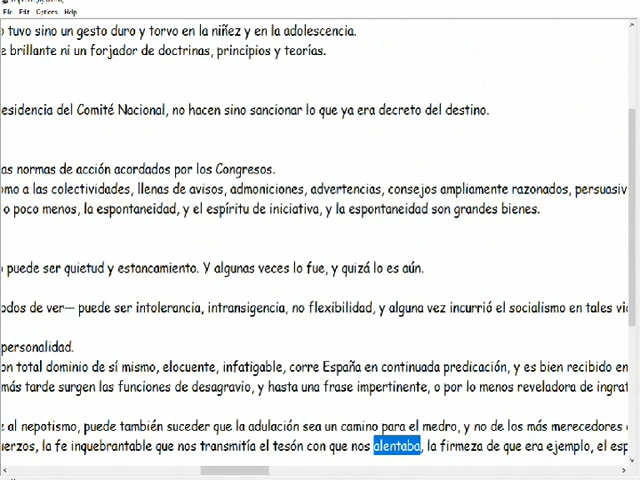 File Edit Options Help
tuvo sino un gesto duro y torvo en la niñez y en la adolescencia.
e brillante ni un forjador de doctrinas, principios y teorías.
esidencia del Comité Nacional, no hacen sino sancionar lo que ya era decreto del destino.
as normas de acción acordados por los Congresos.
omo a las colectividades, llenas de avisos, admoniciones, advertencias, consejos ampliamente razonados, persuasiv
o poco menos, la espontaneidad, y el espíritu de iniciativa, y la espontaneidad son grandes bienes.
puede ser quietud y estancamiento. Y algunas veces lo fue, y quizá lo es aún.
odos de ver— puede ser intolerancia, intransigencia, no flexibilidad, y alguna vez incurrió el socialismo en tales vi
personalidad.
on total dominio de sí mismo, elocuente, infatigable, corre España en continuada predicación, y es bien recibido en
más tarde surgen las funciones de desagravio, y hasta una frase impertinente, o por lo menos reveladora de ingrat
e al nepotismo, puede también suceder que la adulación sea un camino para el medro, y no de los más merecedores
uerzos, la fe inquebrantable que nos transmitía el tesón con que nos alentaba, la firmeza de que era ejemplo, el esp